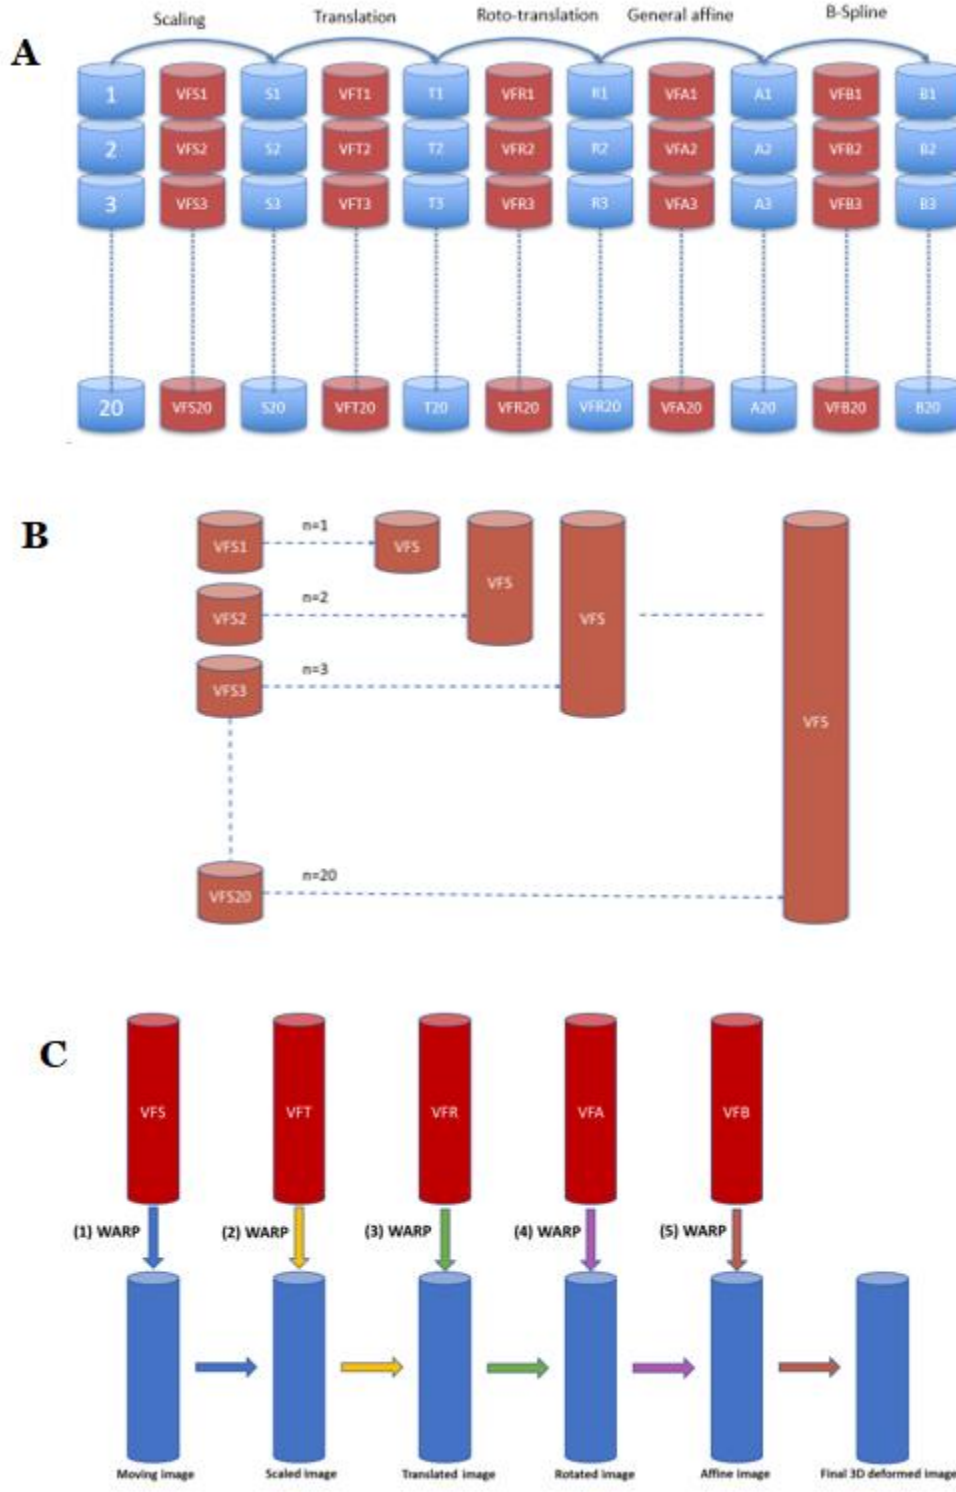 A
Scaling Translation Roto-translation General affine B-Spline
1 VFS1 S1 VFT1 T1 VFR1 R1 VFA1 A1 VFB1 B1
2 VFS2 S2 VFT2 T2 VFR2 R2 VFA2 A2 VFB2 B2
3 VFS3 S3 VFT3 T3 VFR3 R3 VFA3 A3 VFB3 B3
20 VFS20 S20 VFT20 T20 VFR20 VFR20 VFA20 A20 VFB20 B20
B
VFS1 n=1 VFS
VFS2 n=2 VFS
VFS3 n=3 VFS
VFS
VFS20 n=20
C
VFS VFT VFR VFA VFB
(1) WARP (2) WARP (3) WARP (4) WARP (5) WARP
Moving image Scaled image Translated image Rotated image Affine image Final 3D deformed image